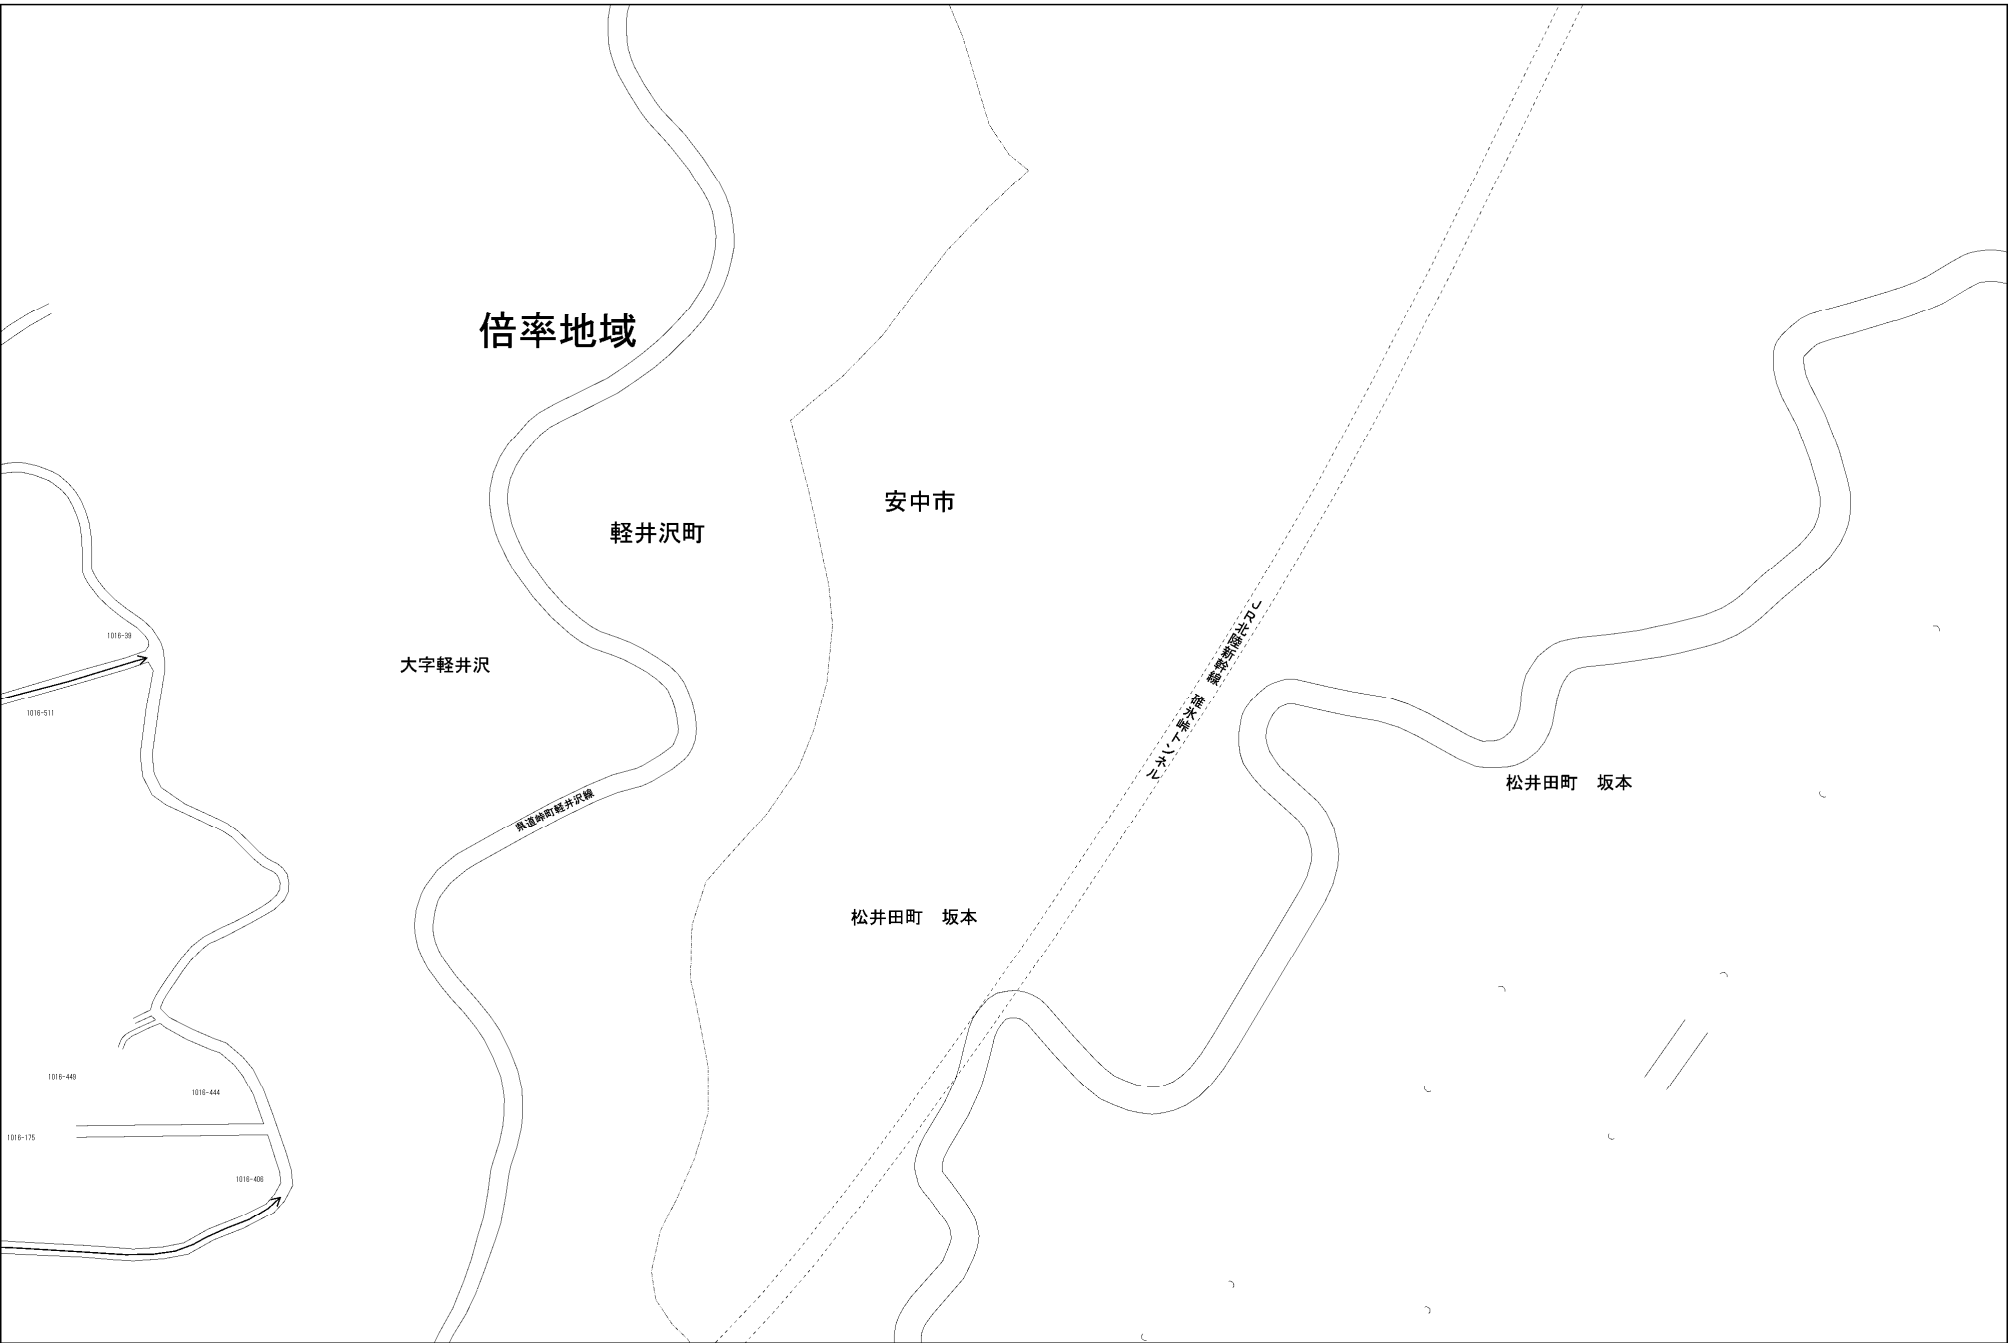 倍率地域
安中市
軽井沢町
JR北陸新幹線　碓氷峠トンネル
1016-39
大字軽井沢
1016-511
松井田町　坂本
県道峠町軽井沢線
松井田町　坂本
1016-449
1016-444
1016-175
1016-406